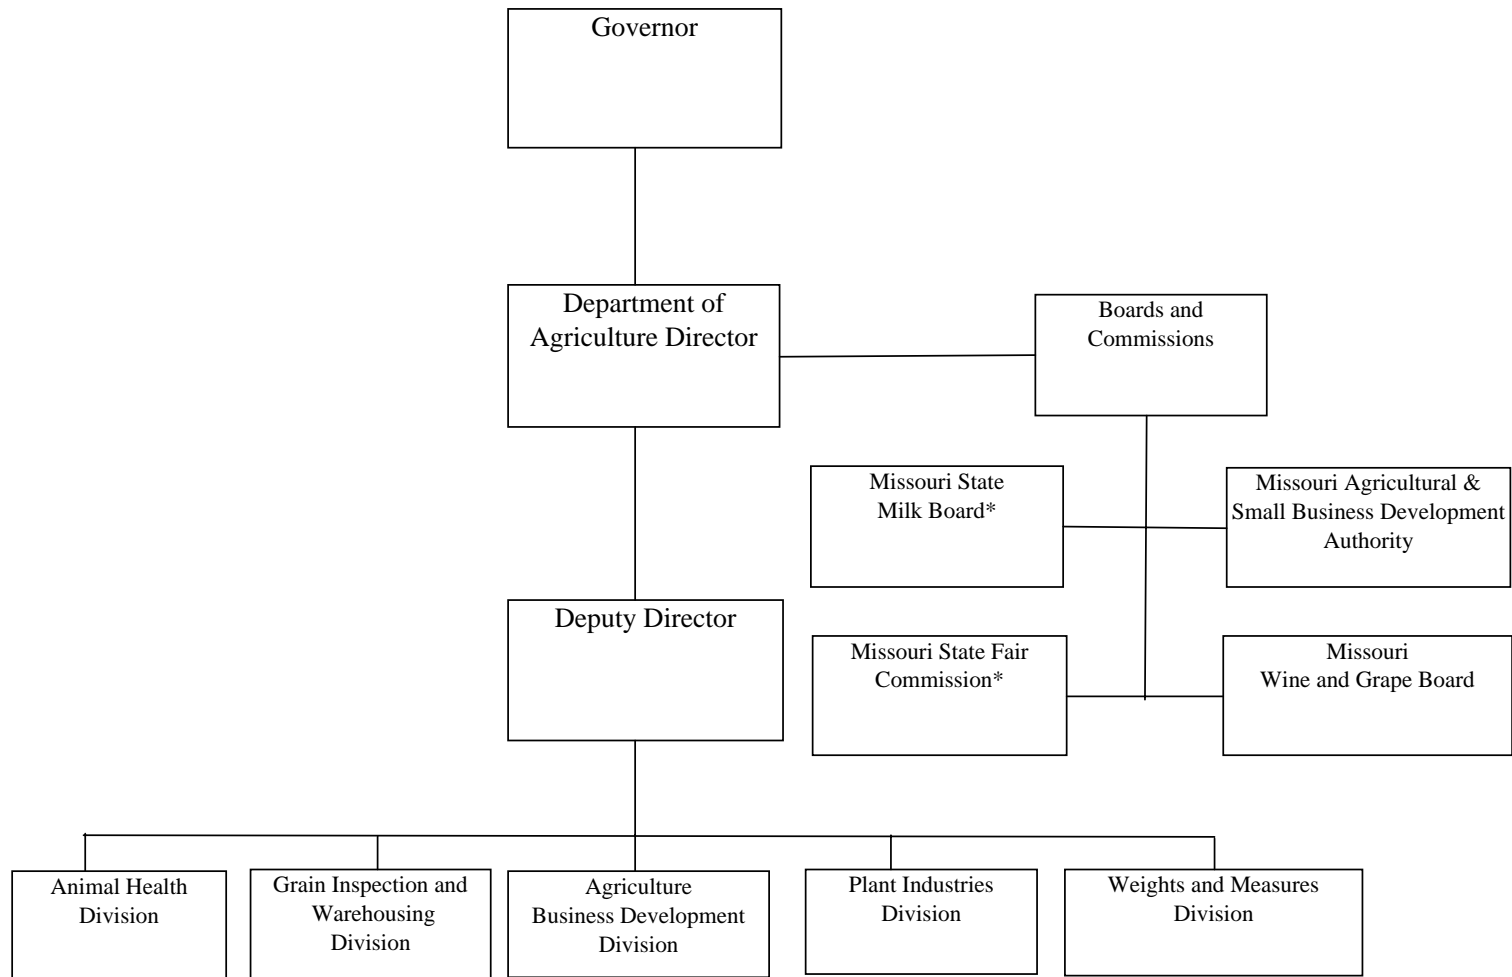 Governor
Department of
Agriculture Director
Boards and
Commissions
Missouri State
Milk Board*
Missouri Agricultural &
Small Business Development
Authority
Deputy Director
Missouri State Fair
Commission*
Missouri
Wine and Grape Board
Animal Health
Division
Grain Inspection and
Warehousing
Division
Agriculture
Business Development
Division
Plant Industries
Division
Weights and Measures
Division